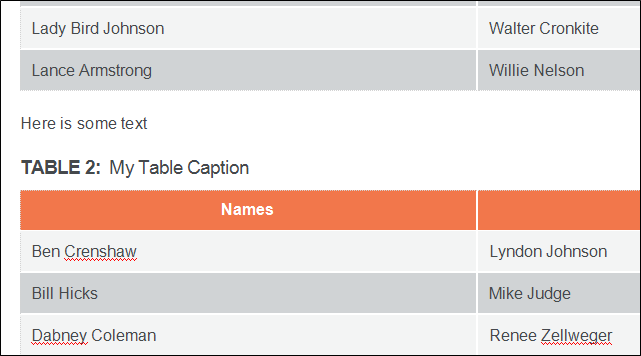 Lady Bird Johnson Walter Cronkite
Lance Armstrong Willie Nelson
Here is some text
TABLE 2: My Table Caption
Names
Ben Crenshaw Lyndon Johnson
Bill Hicks Mike Judge
Dabney Coleman Renee Zellweger